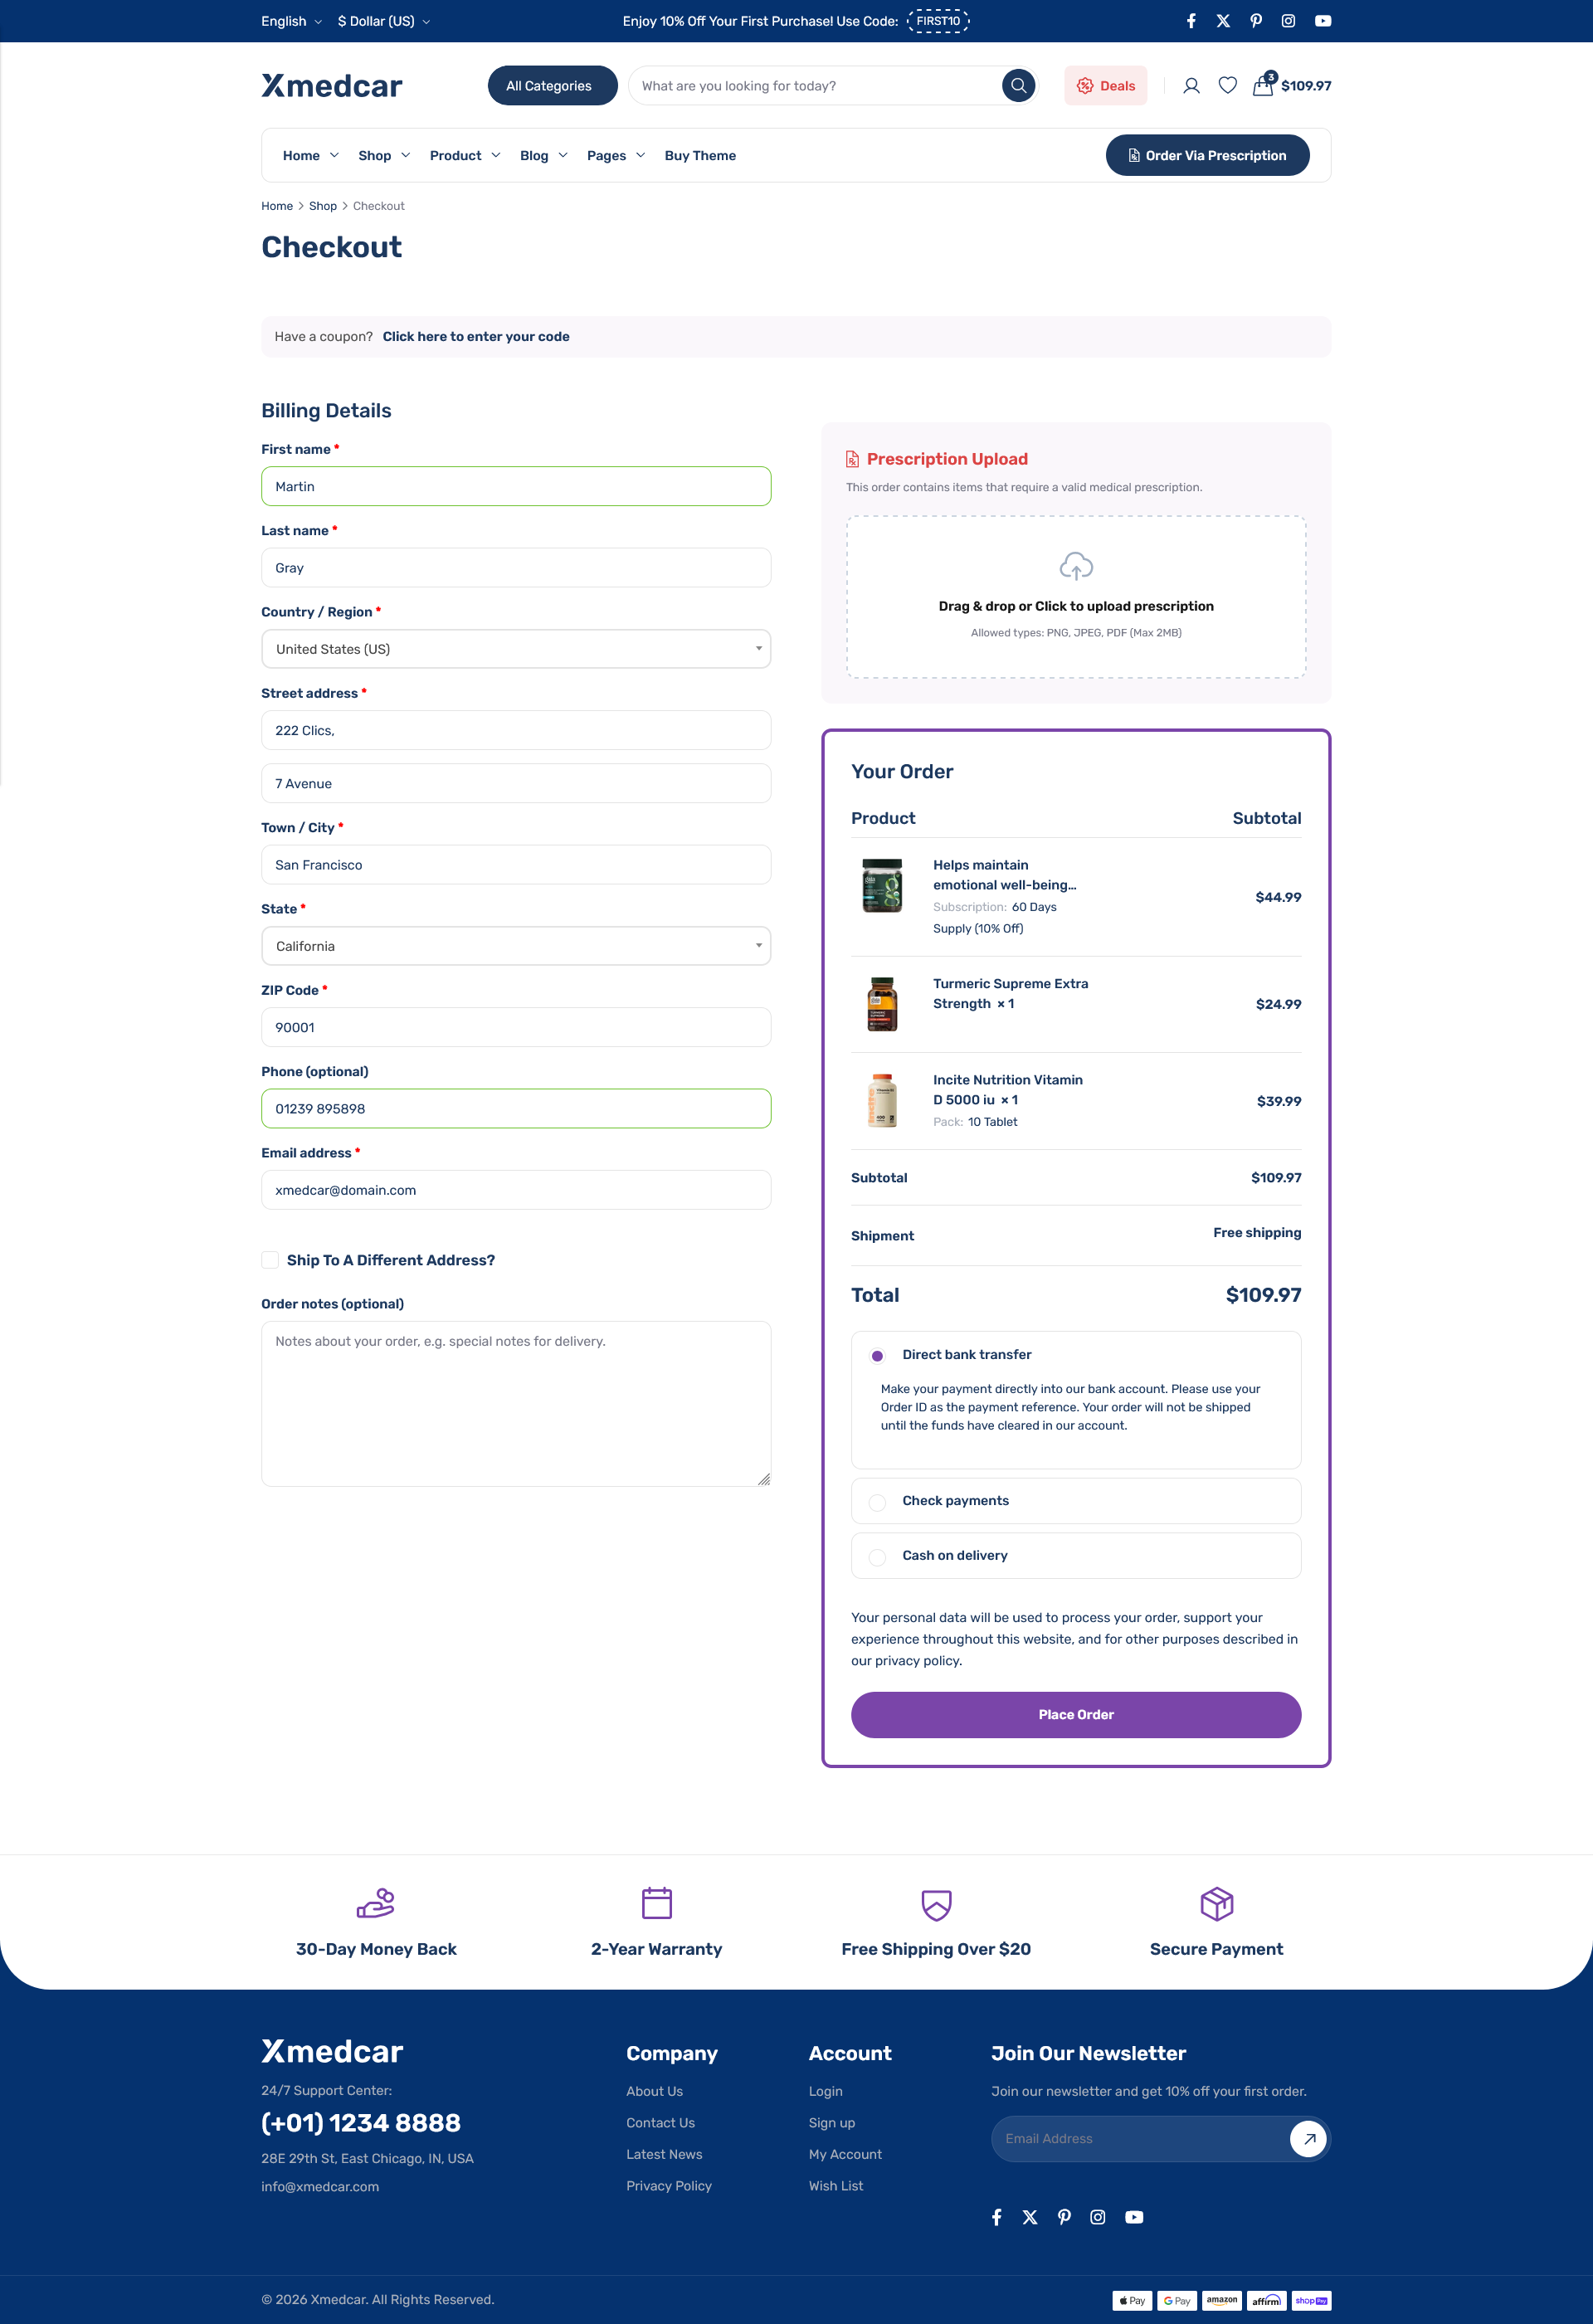 English
$ Dollar (US)
Enjoy 10% Off Your First Purchase! Use Code: FIRST10
Xmedcar
All Categories
What are you looking for today?
Deals
3
$109.97
Home
Shop
Product
Blog
Pages
Buy Theme
Order Via Prescription
Home
Shop
Checkout
Checkout
Have a coupon? Click here to enter your code
Billing Details
First name *
Martin
Last name *
Gray
Country / Region *
United States (US)
Street address *
222 Clics,
7 Avenue
Town / City *
San Francisco
State *
California
ZIP Code *
90001
Phone (optional)
01239 895898
Email address *
xmedcar@domain.com
Ship To A Different Address?
Order notes (optional)
Notes about your order, e.g. special notes for delivery.
Prescription Upload
This order contains items that require a valid medical prescription.
Drag & drop or Click to upload prescription
Allowed types: PNG, JPEG, PDF (Max 2MB)
Your Order
Product
Subtotal
Helps maintain
emotional well-being...
Subscription: 60 Days
Supply (10% Off)
$44.99
Turmeric Supreme Extra
Strength × 1
$24.99
Incite Nutrition Vitamin
D 5000 iu × 1
Pack: 10 Tablet
$39.99
Subtotal
$109.97
Shipment
Free shipping
Total
$109.97
Direct bank transfer
Make your payment directly into our bank account. Please use your
Order ID as the payment reference. Your order will not be shipped
until the funds have cleared in our account.
Check payments
Cash on delivery
Your personal data will be used to process your order, support your
experience throughout this website, and for other purposes described in
our privacy policy.
Place Order
30-Day Money Back
2-Year Warranty
Free Shipping Over $20
Secure Payment
Xmedcar
24/7 Support Center:
(+01) 1234 8888
28E 29th St, East Chicago, IN, USA
info@xmedcar.com
Company
About Us
Contact Us
Latest News
Privacy Policy
Account
Login
Sign up
My Account
Wish List
Join Our Newsletter
Join our newsletter and get 10% off your first order.
Email Address
© 2026 Xmedcar. All Rights Reserved.
Pay
G Pay
amazon
affirm
shop Pay